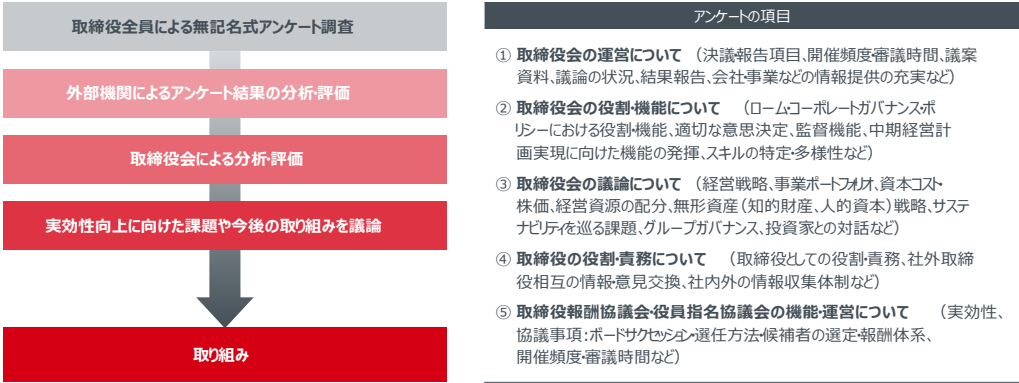 取締役全員による無記名式アンケート調査
外部機関によるアンケート結果の分析・評価
取締役会による分析・評価
実効性向上に向けた課題や今後の取り組みを議論
取り組み
アンケートの項目
① 取締役会の運営について （決議・報告項目、開催頻度・審議時間、議案
資料、議論の状況、結果報告、会社・事業などの情報提供の充実など）
② 取締役会の役割・機能について （ローム・コーポレートガバナンス・ポ
リシーにおける役割・機能、適切な意思決定、監督機能、中期経営計
画実現に向けた機能の発揮、スキルの特定・多様性など）
③ 取締役会の議論について （経営戦略、事業ポートフォリオ、資本コスト・
株価、経営資源の配分、無形資産（知的財産、人的資本）戦略、サステ
ナビリティを巡る課題、グループガバナンス、投資家との対話など）
④ 取締役の役割・責務について （取締役としての役割・責務、社外取締
役相互の情報・意見交換、社内外の情報収集体制など）
⑤ 取締役報酬協議会・役員指名協議会の機能・運営について （実効性、
協議事項：ボードサクセッション・選任方法・候補者の選定・報酬体系、
開催頻度・審議時間など）